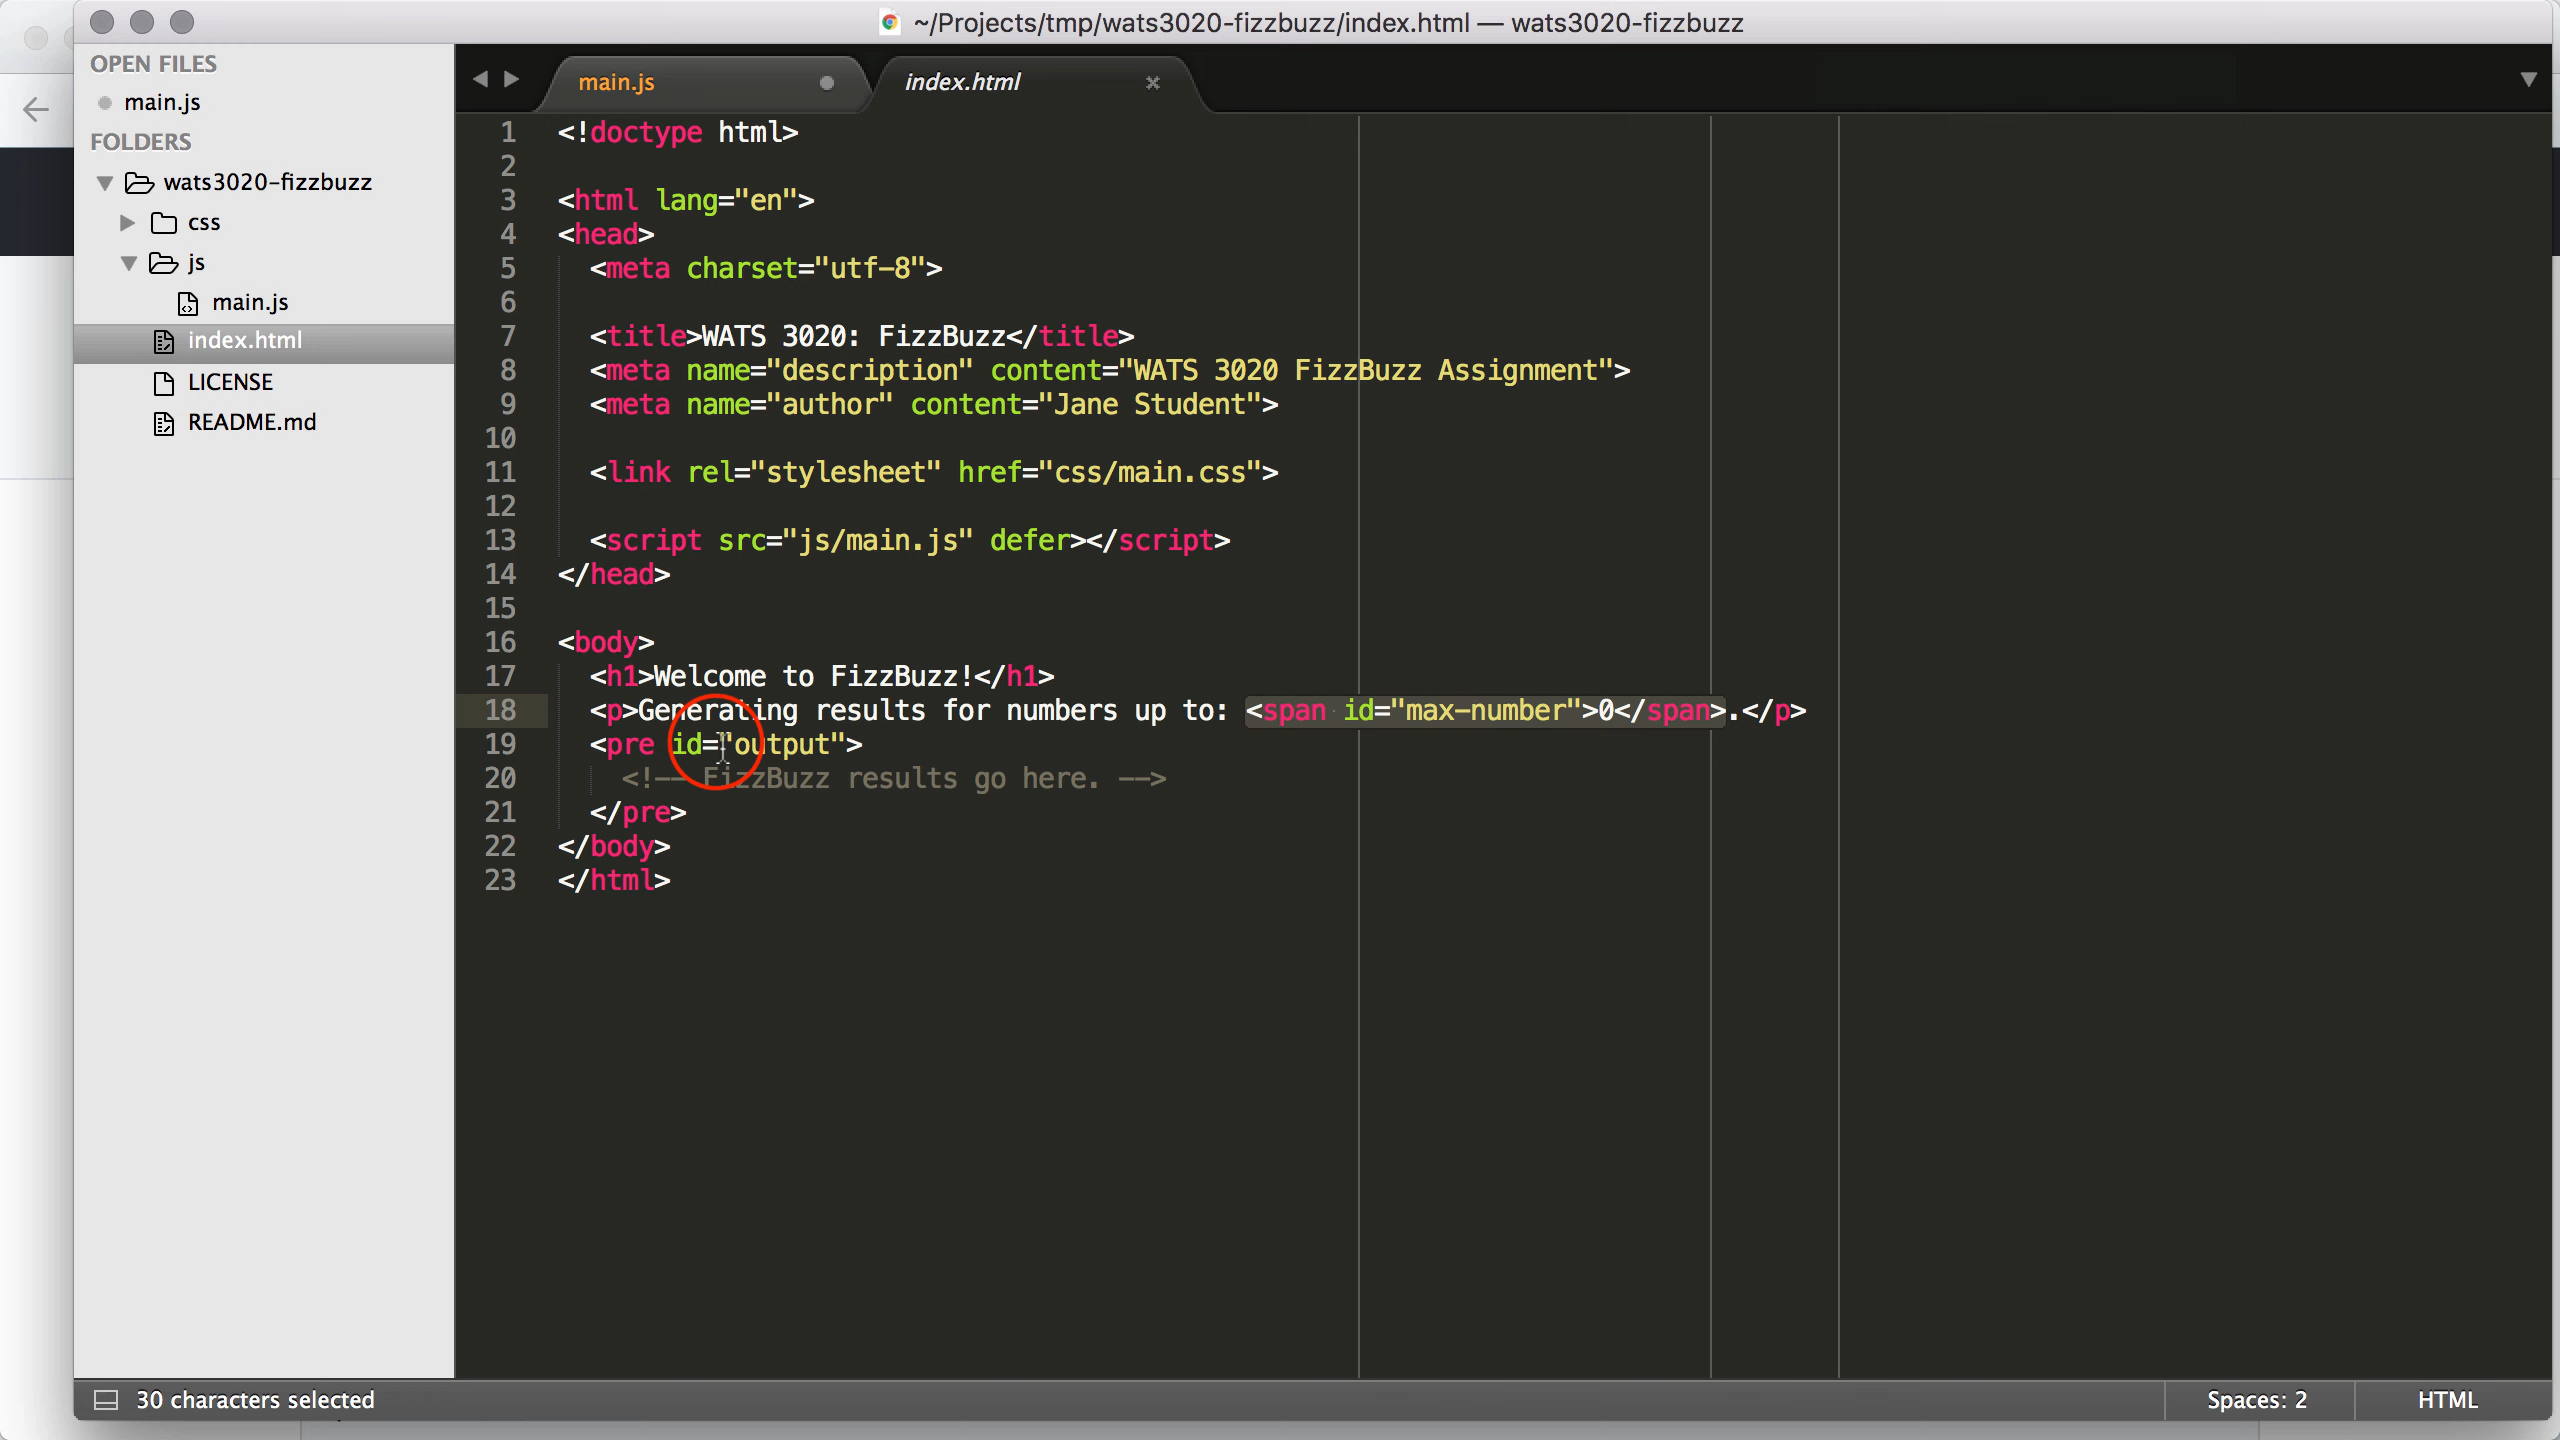 ~/Projects/tmp/wats3020-fizzbuzz/index.html — wats3020-fizzbuzz
OPEN FILES
main.js
FOLDERS
wats3020-fizzbuzz
css
js
main.js
index.html
LICENSE
README.md
main.js
index.html
1 <!doctype html>
2
3 <html lang="en">
4 <head>
5 <meta charset="utf-8">
6
7 <title>WATS 3020: FizzBuzz</title>
8 <meta name="description" content="WATS 3020 FizzBuzz Assignment">
9 <meta name="author" content="Jane Student">
10
11 <link rel="stylesheet" href="css/main.css">
12
13 <script src="js/main.js" defer></script>
14 </head>
15
16 <body>
17 <h1>Welcome to FizzBuzz!</h1>
18 <p>Generating results for numbers up to: <span id="max-number">0</span>.</p>
19 <pre id="output">
20 <!-- FizzBuzz results go here. -->
21 </pre>
22 </body>
23 </html>
30 characters selected
Spaces: 2
HTML